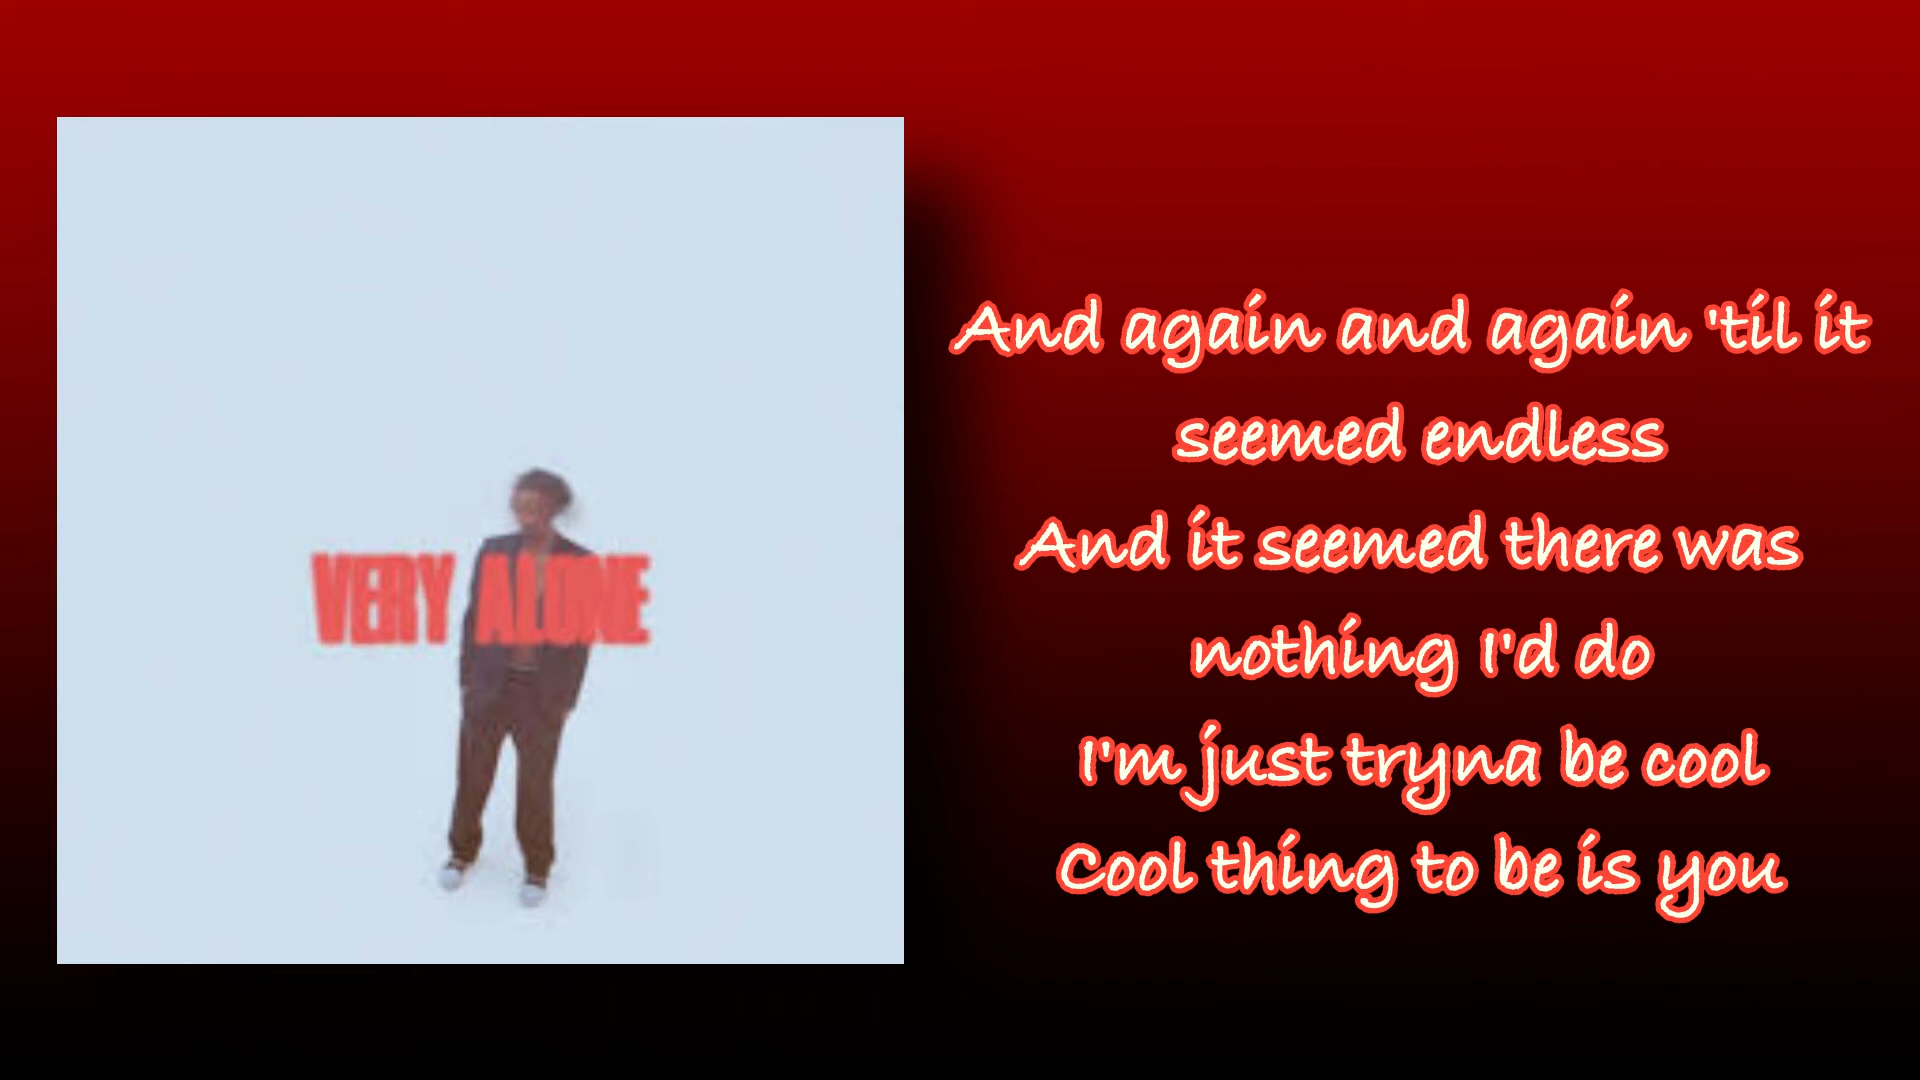 VERY ALONE
And again and again 'til it
seemed endless
And it seemed there was
nothing I'd do
I'm just tryna be cool
Cool thing to be is you